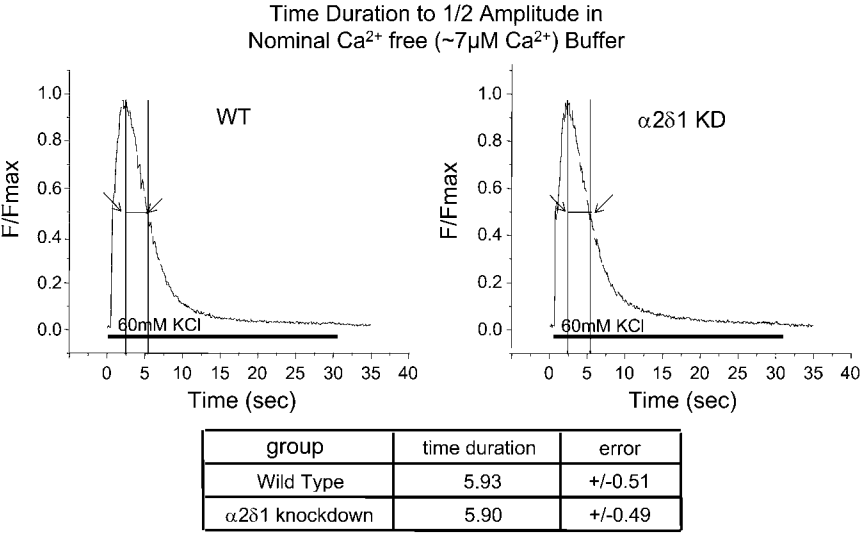 Time Duration to 1/2 Amplitude in
Nominal Ca²⁺ free (~7µM Ca²⁺) Buffer
WT
F/Fmax
1.0
0.8
0.6
0.4
0.2
0.0
60mM KCl
0 5 10 15 20 25 30 35 40
Time (sec)
α2δ1 KD
F/Fmax
1.0
0.8
0.6
0.4
0.2
0.0
60mM KCl
0 5 10 15 20 25 30 35 40
Time (sec)
group time duration error
Wild Type 5.93 +/-0.51
α2δ1 knockdown 5.90 +/-0.49